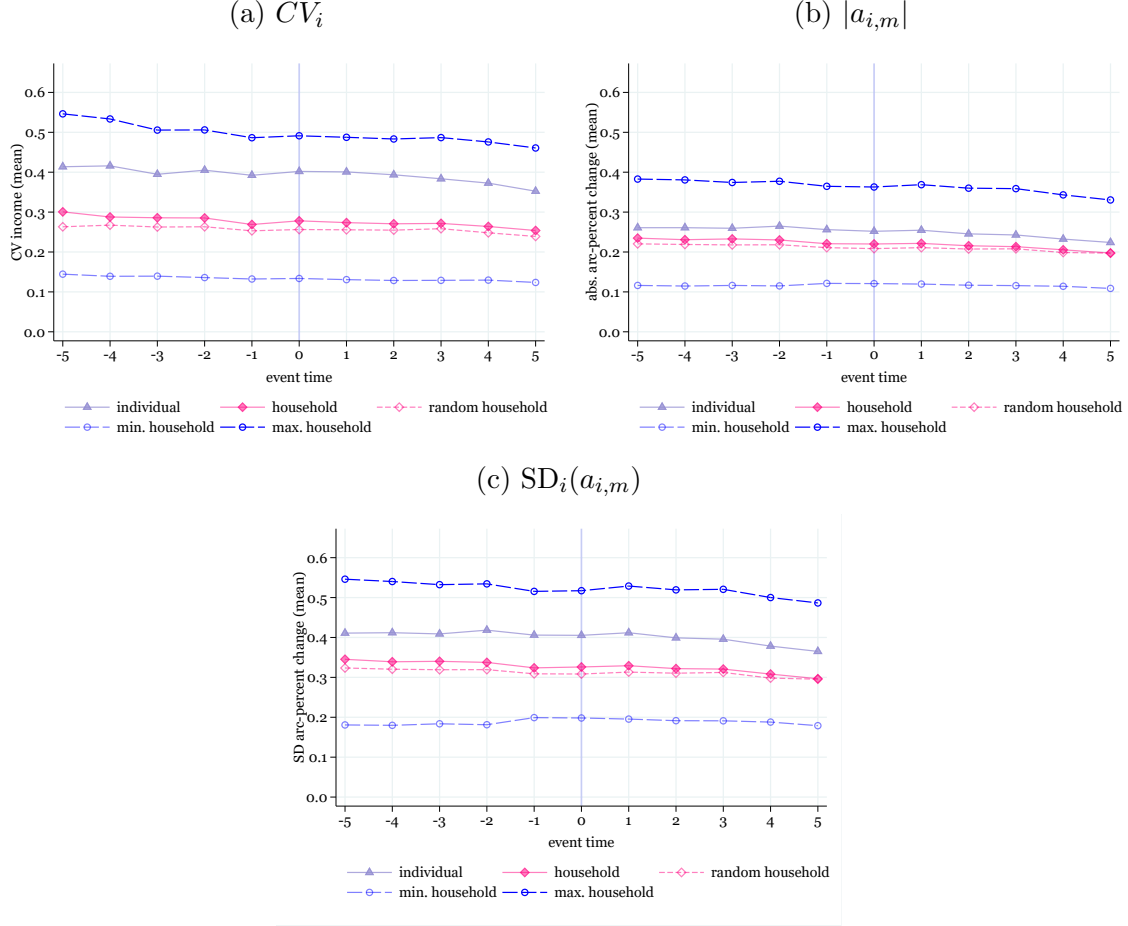 (a) CV_i
CV income (mean)
0.6
0.5
0.4
0.3
0.2
0.1
0.0
-5 -4 -3 -2 -1 0 1 2 3 4 5
event time
individual household random household
min. household max. household
(b) |a_{i,m}|
abs. arc-percent change (mean)
0.6
0.5
0.4
0.3
0.2
0.1
0.0
-5 -4 -3 -2 -1 0 1 2 3 4 5
event time
individual household random household
min. household max. household
(c) SD_i(a_{i,m})
SD arc-percent change (mean)
0.6
0.5
0.4
0.3
0.2
0.1
0.0
-5 -4 -3 -2 -1 0 1 2 3 4 5
event time
individual household random household
min. household max. household